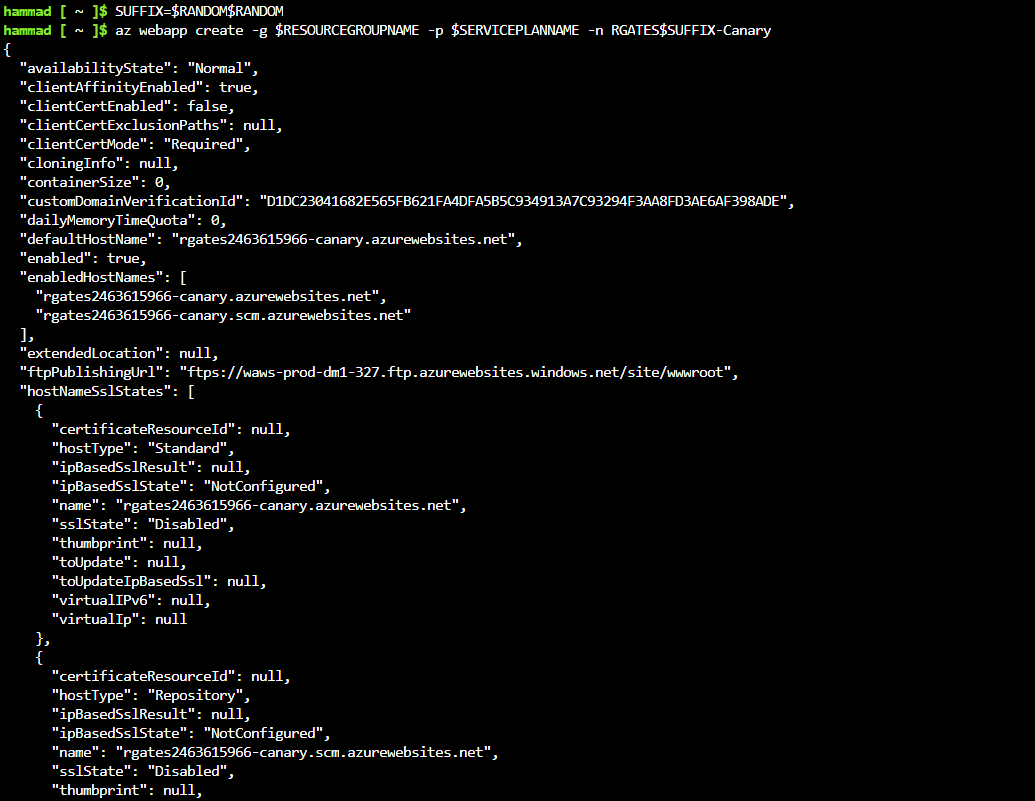 hammad [ ~ ]$ SUFFIX=$RANDOM$RANDOM
hammad [ ~ ]$ az webapp create -g $RESOURCEGROUPNAME -p $SERVICEPLANNAME -n RGATES$SUFFIX-Canary
{
  "availabilityState": "Normal",
  "clientAffinityEnabled": true,
  "clientCertEnabled": false,
  "clientCertExclusionPaths": null,
  "clientCertMode": "Required",
  "cloningInfo": null,
  "containerSize": 0,
  "customDomainVerificationId": "D1DC23041682E565FB621FA4DFA5B5C934913A7C93294F3AA8FD3AE6AF398ADE",
  "dailyMemoryTimeQuota": 0,
  "defaultHostName": "rgates2463615966-canary.azurewebsites.net",
  "enabled": true,
  "enabledHostNames": [
    "rgates2463615966-canary.azurewebsites.net",
    "rgates2463615966-canary.scm.azurewebsites.net"
  ],
  "extendedLocation": null,
  "ftpPublishingUrl": "ftps://waws-prod-dm1-327.ftp.azurewebsites.windows.net/site/wwwroot",
  "hostNameSslStates": [
    {
      "certificateResourceId": null,
      "hostType": "Standard",
      "ipBasedSslResult": null,
      "ipBasedSslState": "NotConfigured",
      "name": "rgates2463615966-canary.azurewebsites.net",
      "sslState": "Disabled",
      "thumbprint": null,
      "toUpdate": null,
      "toUpdateIpBasedSsl": null,
      "virtualIPv6": null,
      "virtualIp": null
    },
    {
      "certificateResourceId": null,
      "hostType": "Repository",
      "ipBasedSslResult": null,
      "ipBasedSslState": "NotConfigured",
      "name": "rgates2463615966-canary.scm.azurewebsites.net",
      "sslState": "Disabled",
      "thumbprint": null,